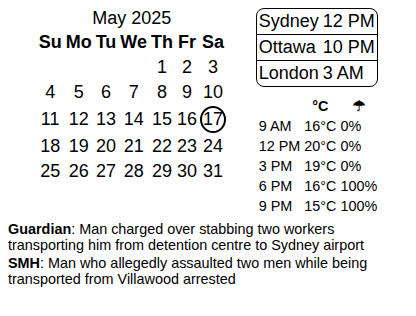 May 2025
Su Mo Tu We Th Fr Sa
1 2 3
4 5 6 7 8 9 10
11 12 13 14 15 16 17
18 19 20 21 22 23 24
25 26 27 28 29 30 31
Sydney 12 PM
Ottawa 10 PM
London 3 AM
°C ☂
9 AM 16°C 0%
12 PM 20°C 0%
3 PM 19°C 0%
6 PM 16°C 100%
9 PM 15°C 100%
Guardian: Man charged over stabbing two workers
transporting him from detention centre to Sydney airport
SMH: Man who allegedly assaulted two men while being
transported from Villawood arrested